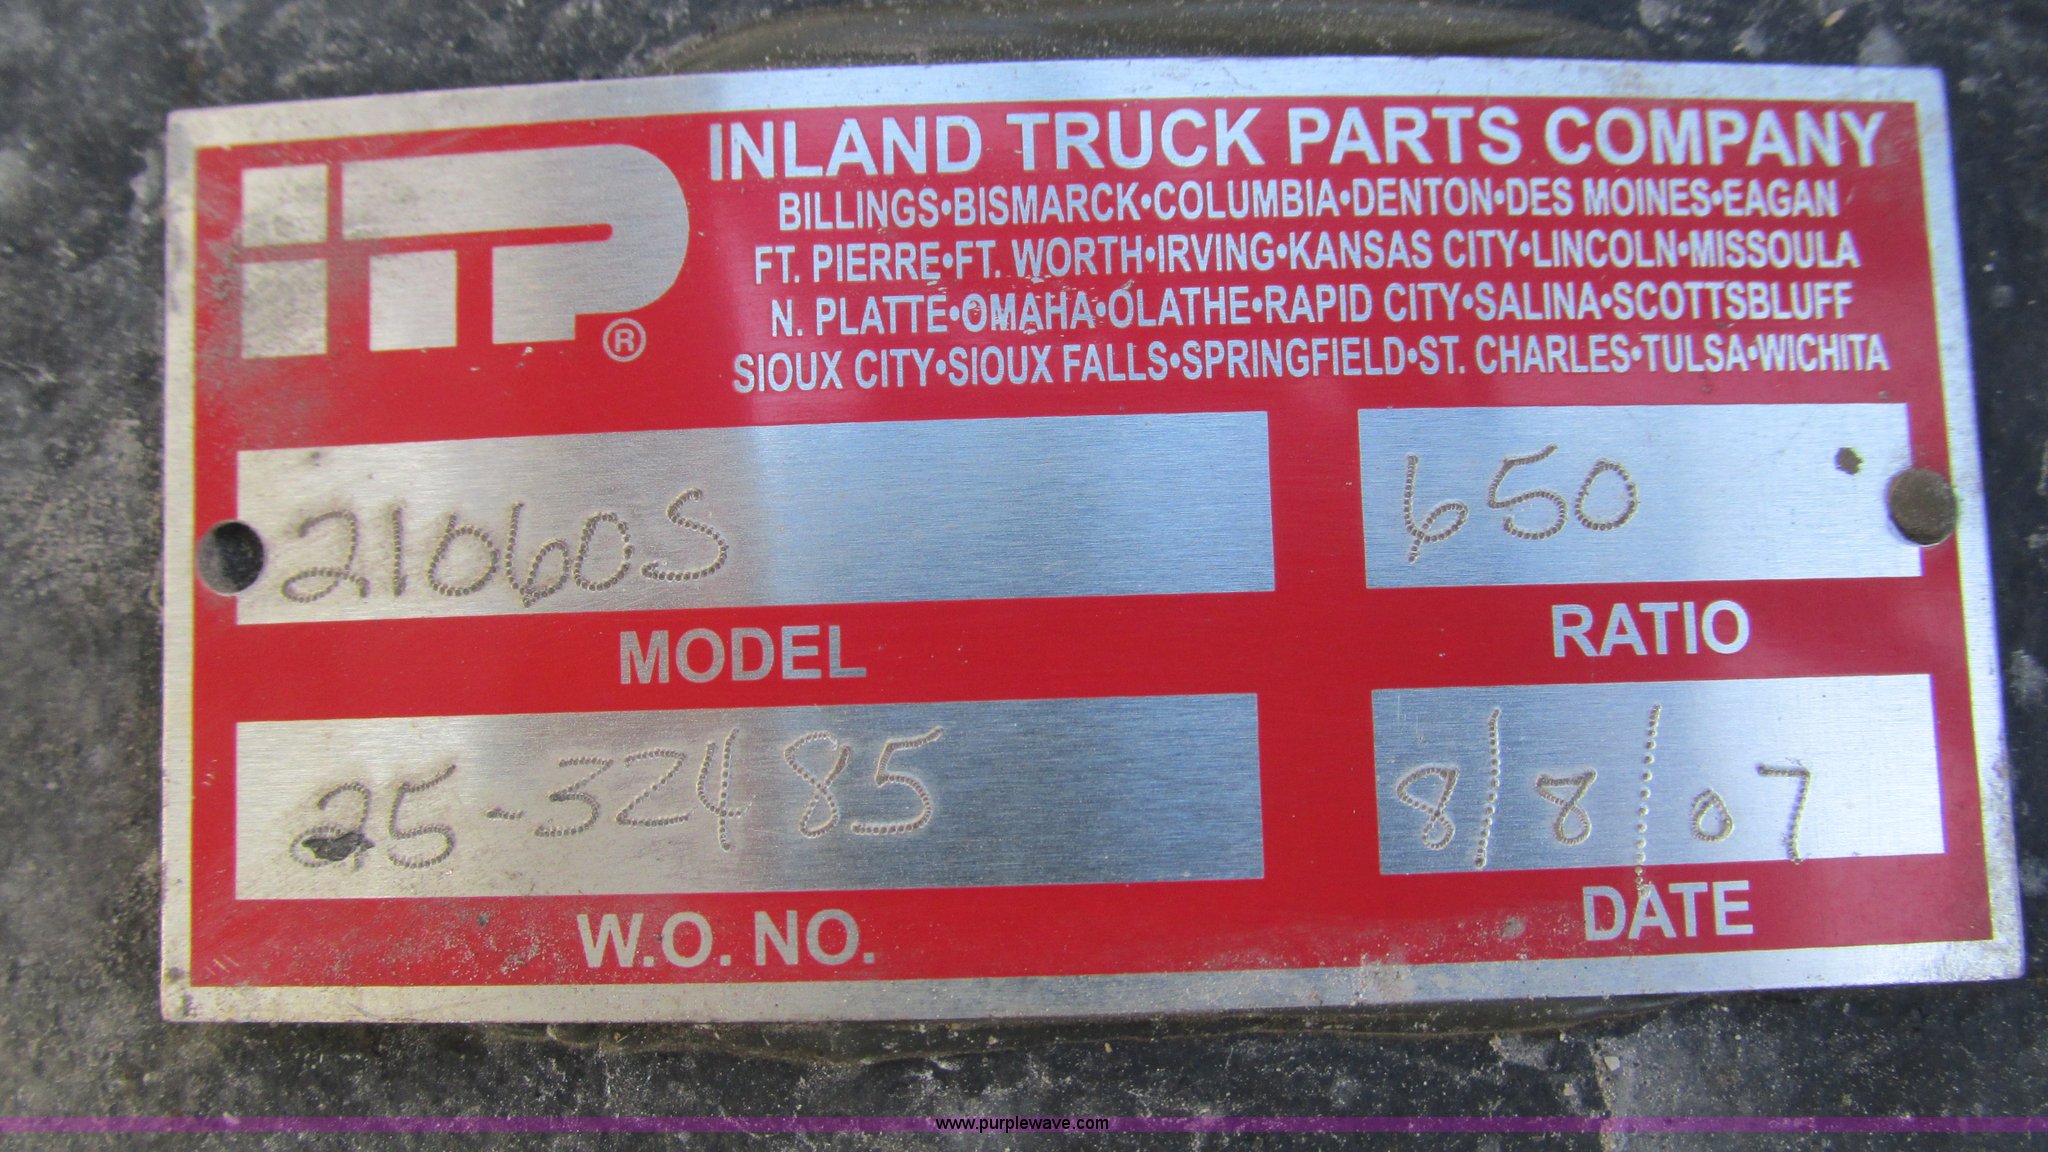 iTP®
INLAND TRUCK PARTS COMPANY
BILLINGS•BISMARCK•COLUMBIA•DENTON•DES MOINES•EAGAN
FT. PIERRE•FT. WORTH•IRVING•KANSAS CITY•LINCOLN•MISSOULA
N. PLATTE•OMAHA•OLATHE•RAPID CITY•SALINA•SCOTTSBLUFF
SIOUX CITY•SIOUX FALLS•SPRINGFIELD•ST. CHARLES•TULSA•WICHITA
21060S
MODEL
650
RATIO
25-32485
W.O. NO.
8/8/07
DATE
www.purplewave.com